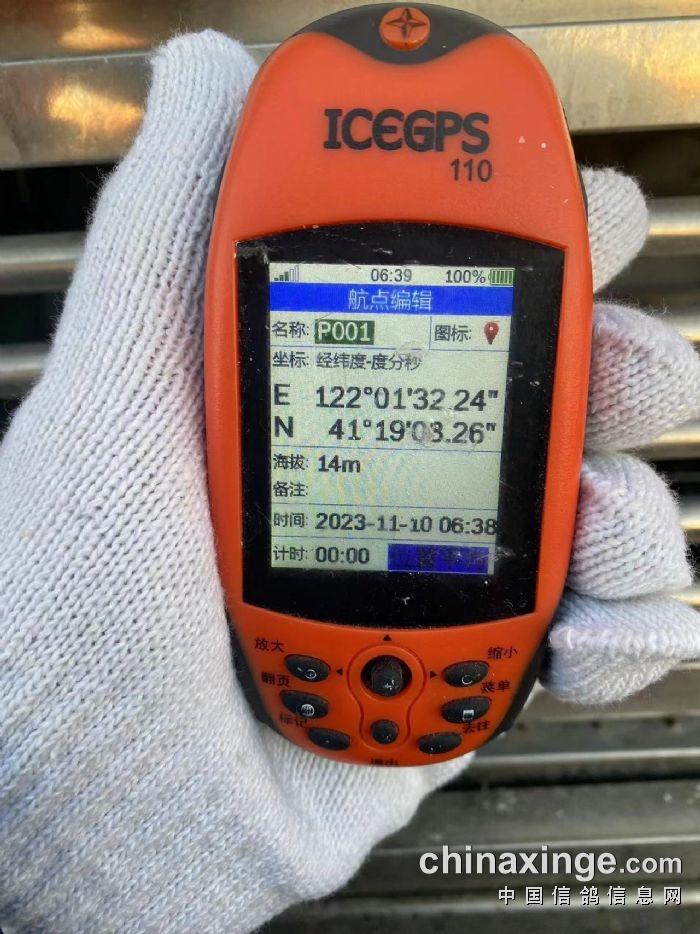 ICEGPS
110
06:39 100%
航点编辑
名称: P001 图标:
坐标: 经纬度-度分秒
E 122°01'32.24"
N 41°19'03.26"
海拔: 14m
备注:
时间: 2023-11-10 06:38
计时: 00:00
放大 缩小
翻页 菜单
标记 去往
退出
chinaxinge.com
中国信鸽信息网